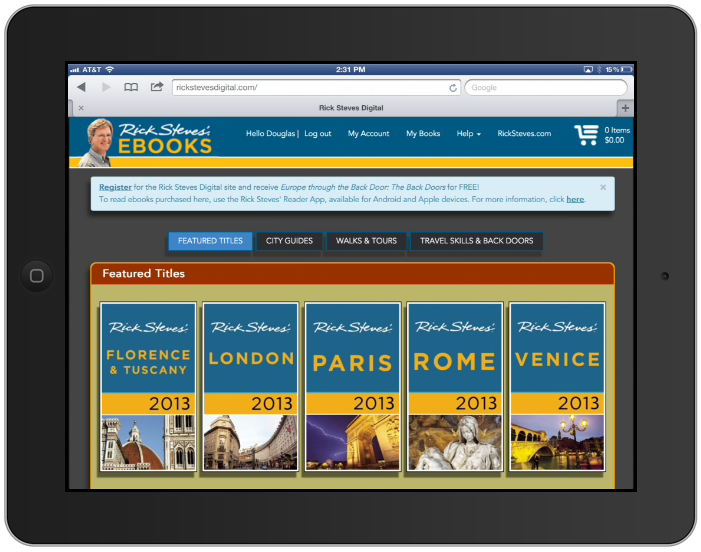 AT&T
2:31 PM
15%
rickstevesdigital.com/
Google
Rick Steves Digital
Rick Steves'
EBOOKS
Hello Douglas | Log out
My Account
My Books
Help
RickSteves.com
0 Items
$0.00
Register for the Rick Steves Digital site and receive Europe through the Back Door: The Back Doors for FREE!
To read ebooks purchased here, use the Rick Steves' Reader App, available for Android and Apple devices. For more information, click here.
FEATURED TITLES
CITY GUIDES
WALKS & TOURS
TRAVEL SKILLS & BACK DOORS
Featured Titles
Rick Steves'
FLORENCE
& TUSCANY
2013
Rick Steves'
LONDON
2013
Rick Steves'
PARIS
2013
Rick Steves'
ROME
2013
Rick Steves'
VENICE
2013